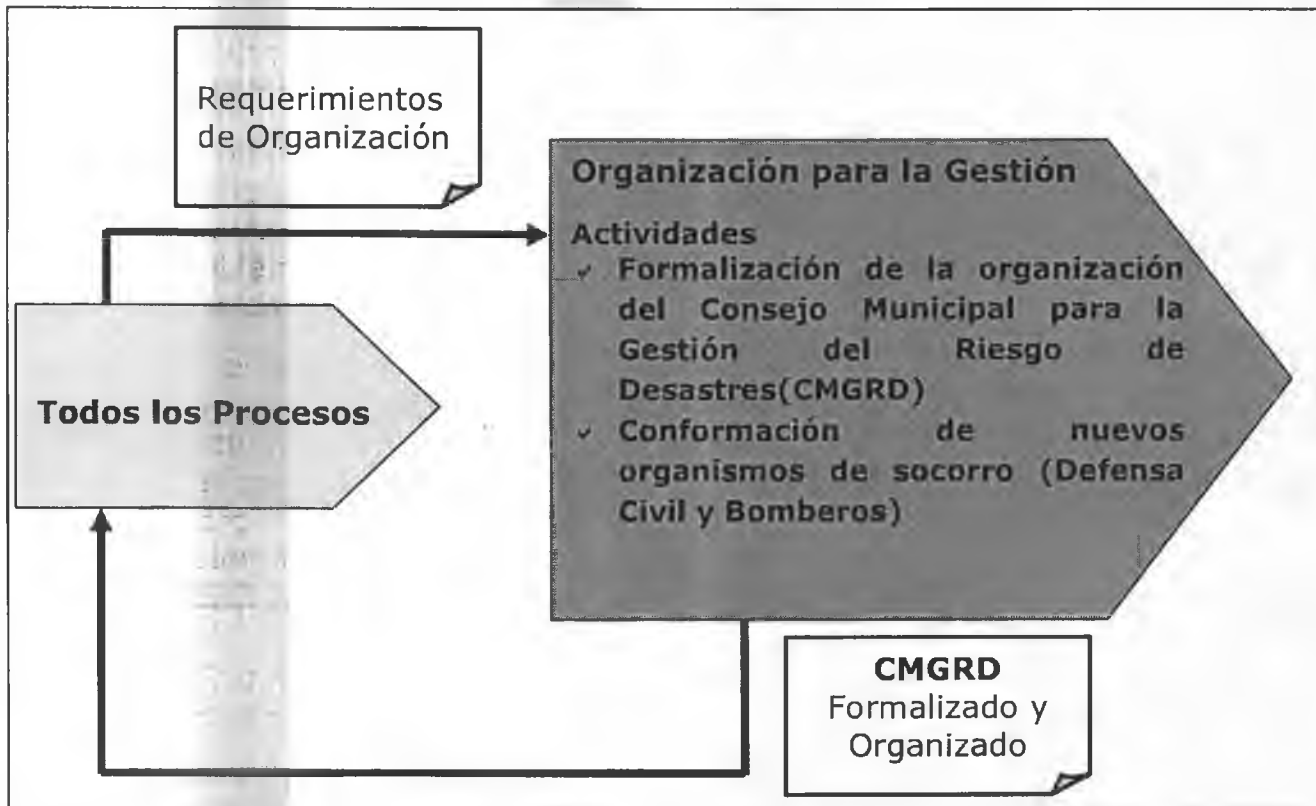 Requerimientos
de Organización
Organización para la Gestión
Actividades
✓ Formalización de la organización
del Consejo Municipal para la
Gestión del Riesgo de
Desastres(CMGRD)
✓ Conformación de nuevos
organismos de socorro (Defensa
Civil y Bomberos)
Todos los Procesos
CMGRD
Formalizado y
Organizado